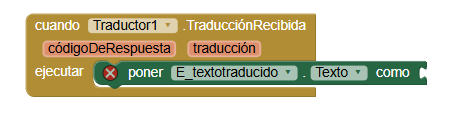 cuando Traductor1 .TraducciónRecibida
códigoDeRespuesta traducción
ejecutar poner E_textotraducido . Texto como